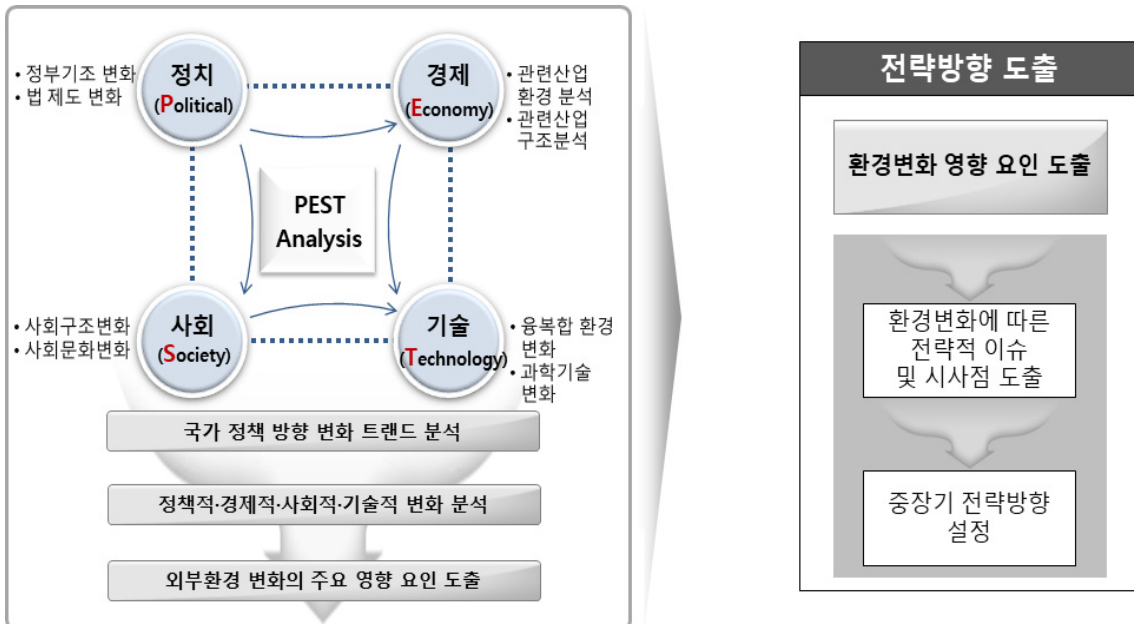 • 정부기조 변화
• 법 제도 변화
정치
(Political)
경제
(Economy)
• 관련산업
환경 분석
• 관련산업
구조분석
PEST
Analysis
• 사회구조변화
• 사회문화변화
사회
(Society)
기술
(Technology)
• 융복합 환경
변화
• 과학기술
변화
국가 정책 방향 변화 트랜드 분석
정책적·경제적·사회적·기술적 변화 분석
외부환경 변화의 주요 영향 요인 도출
전략방향 도출
환경변화 영향 요인 도출
환경변화에 따른
전략적 이슈
및 시사점 도출
중장기 전략방향
설정